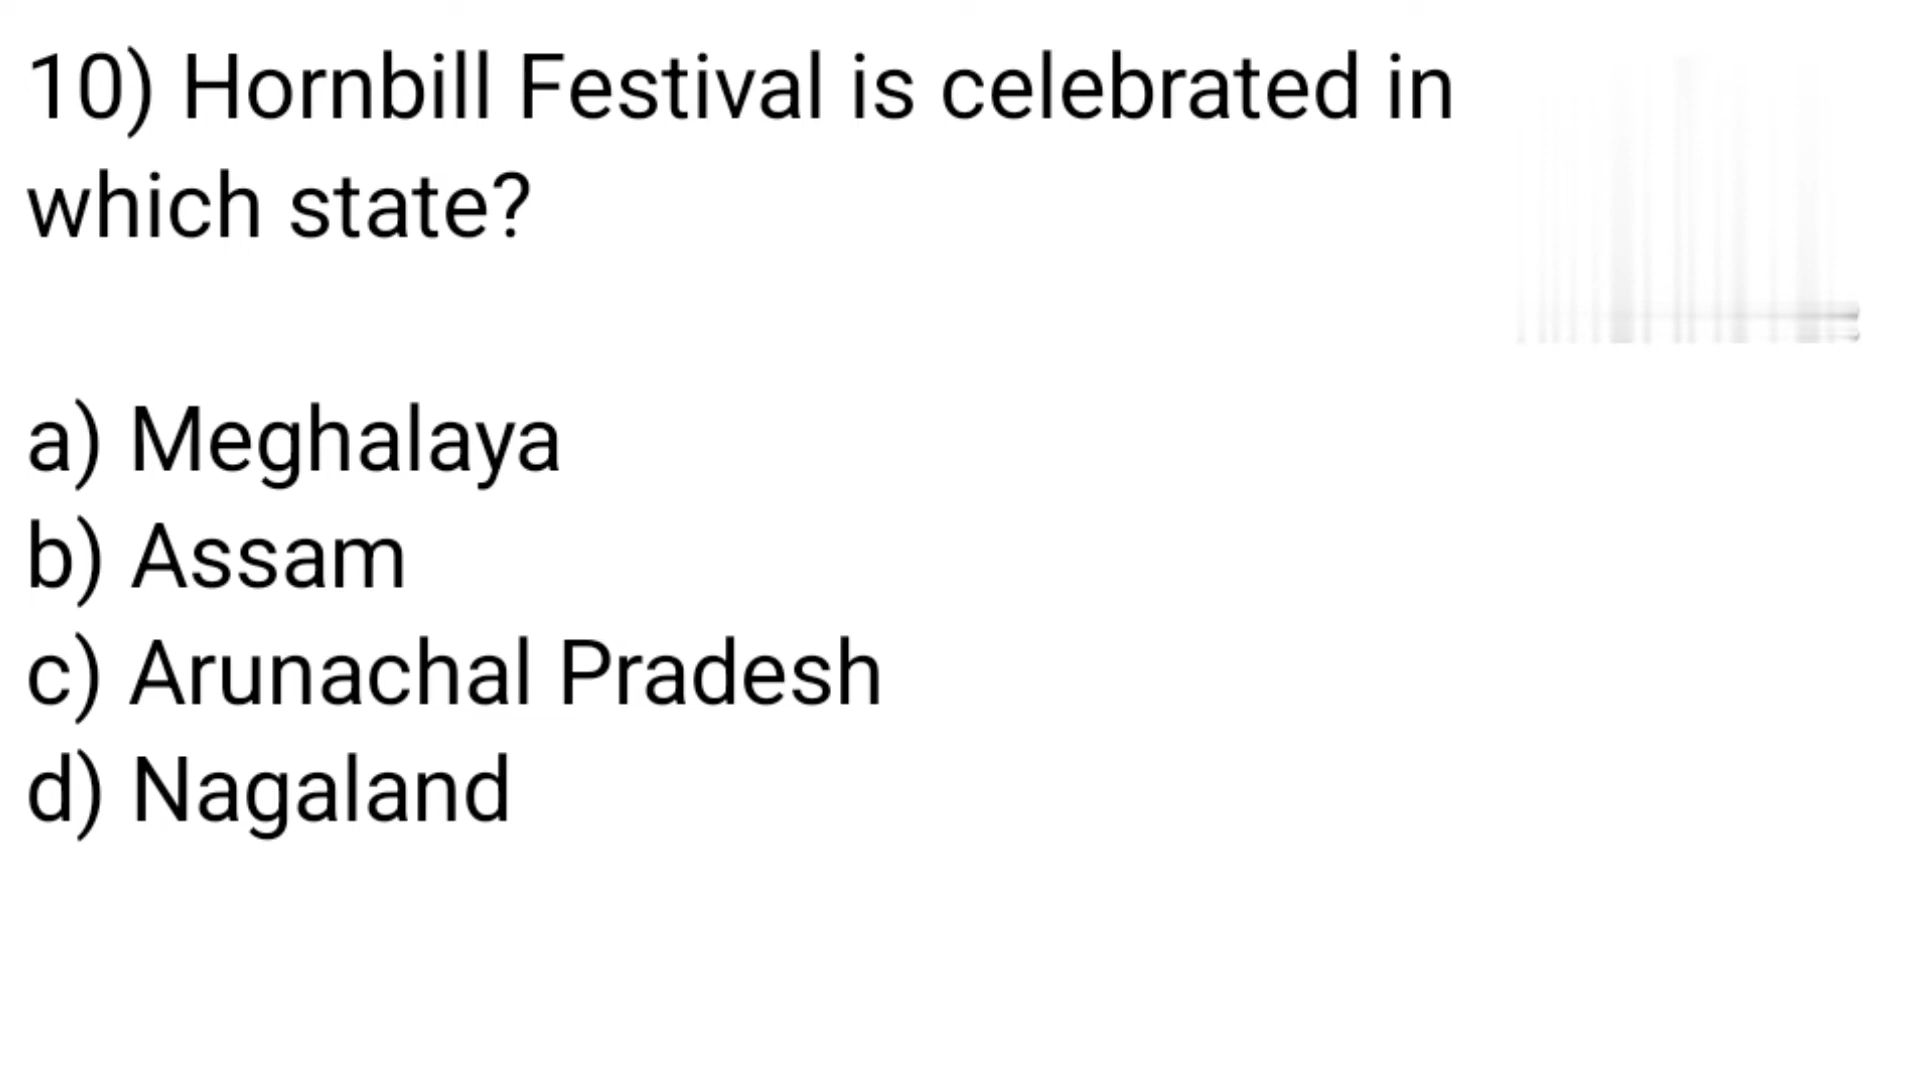 10) Hornbill Festival is celebrated in
which state?
a) Meghalaya
b) Assam
c) Arunachal Pradesh
d) Nagaland